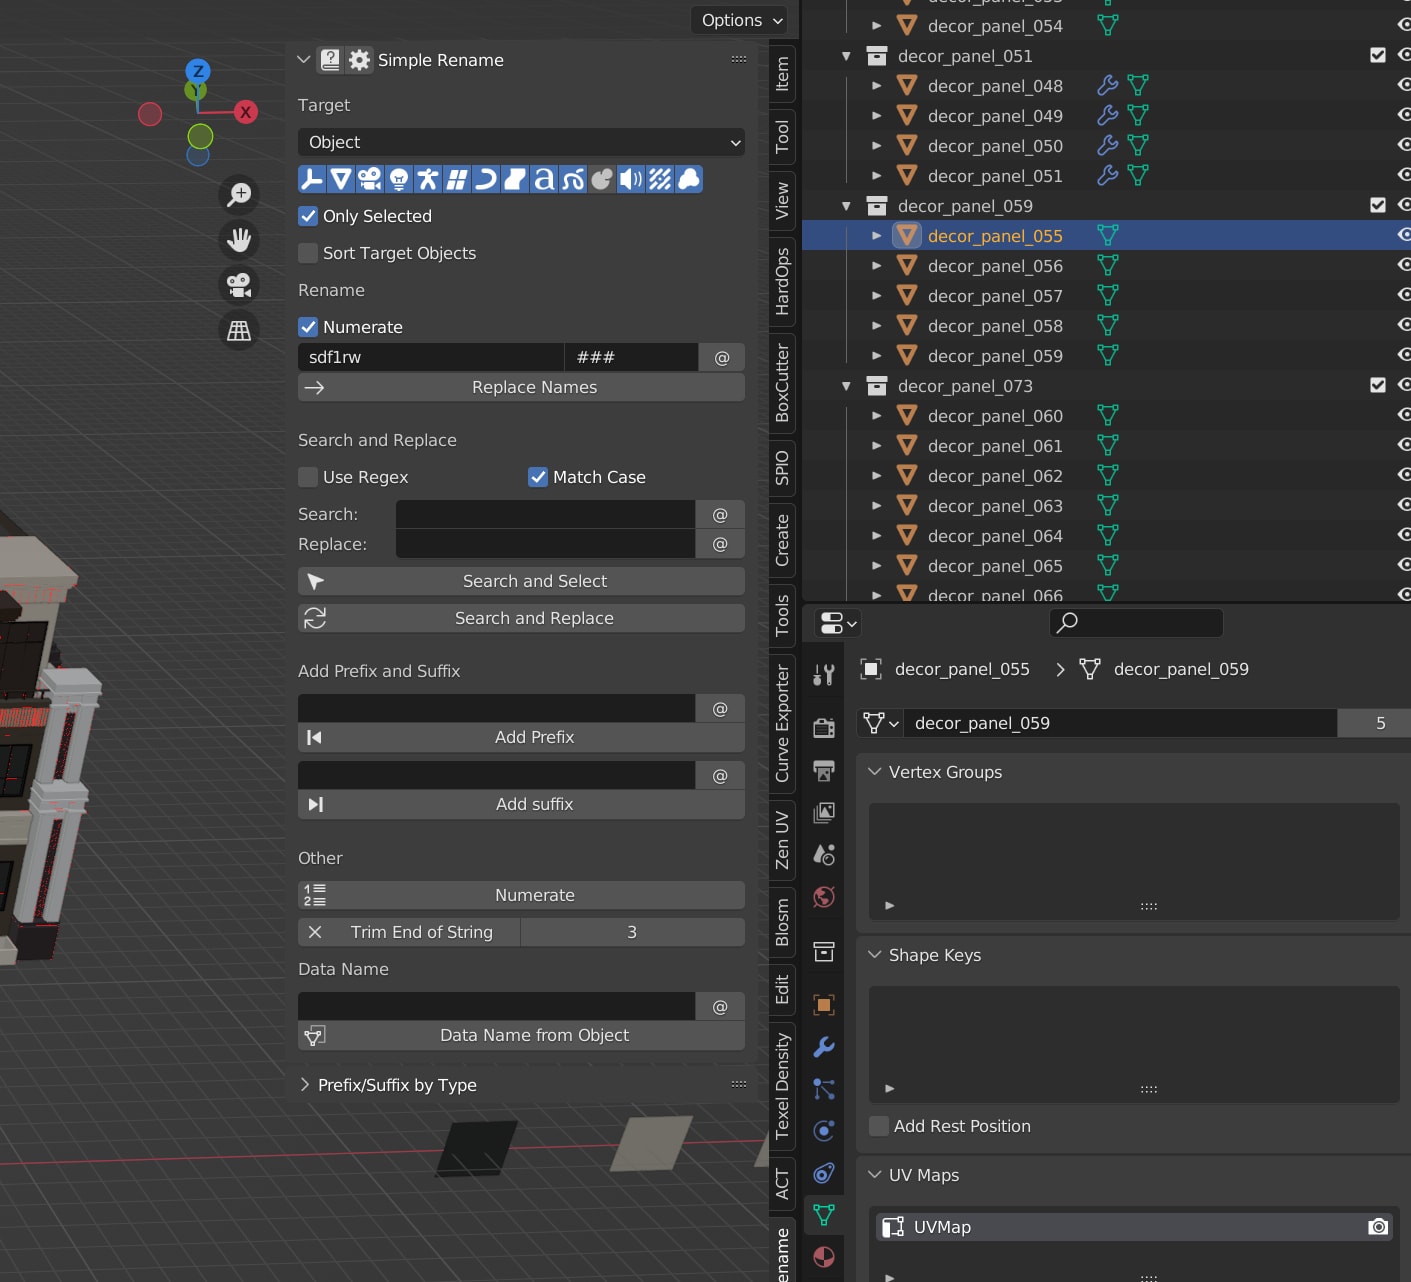 Options
Z
Y
X
Simple Rename
Target
Object
a
Only Selected
Sort Target Objects
Rename
Numerate
sdf1rw ### @
Replace Names
Search and Replace
Use Regex Match Case
Search: @
Replace: @
Search and Select
Search and Replace
Add Prefix and Suffix
@
Add Prefix
@
Add suffix
Other
1 2 Numerate
Trim End of String 3
Data Name
@
Data Name from Object
Prefix/Suffix by Type
Item
Tool
View
HardOps
BoxCutter
SPIO
Create
Tools
Curve Exporter
Zen UV
Blosm
Edit
Texel Density
ACT
ename
decor_panel_054
decor_panel_051
decor_panel_048
decor_panel_049
decor_panel_050
decor_panel_051
decor_panel_059
decor_panel_055
decor_panel_056
decor_panel_057
decor_panel_058
decor_panel_059
decor_panel_073
decor_panel_060
decor_panel_061
decor_panel_062
decor_panel_063
decor_panel_064
decor_panel_065
decor_panel_066
decor_panel_055 decor_panel_059
decor_panel_059 5
Vertex Groups
Shape Keys
Add Rest Position
UV Maps
UVMap